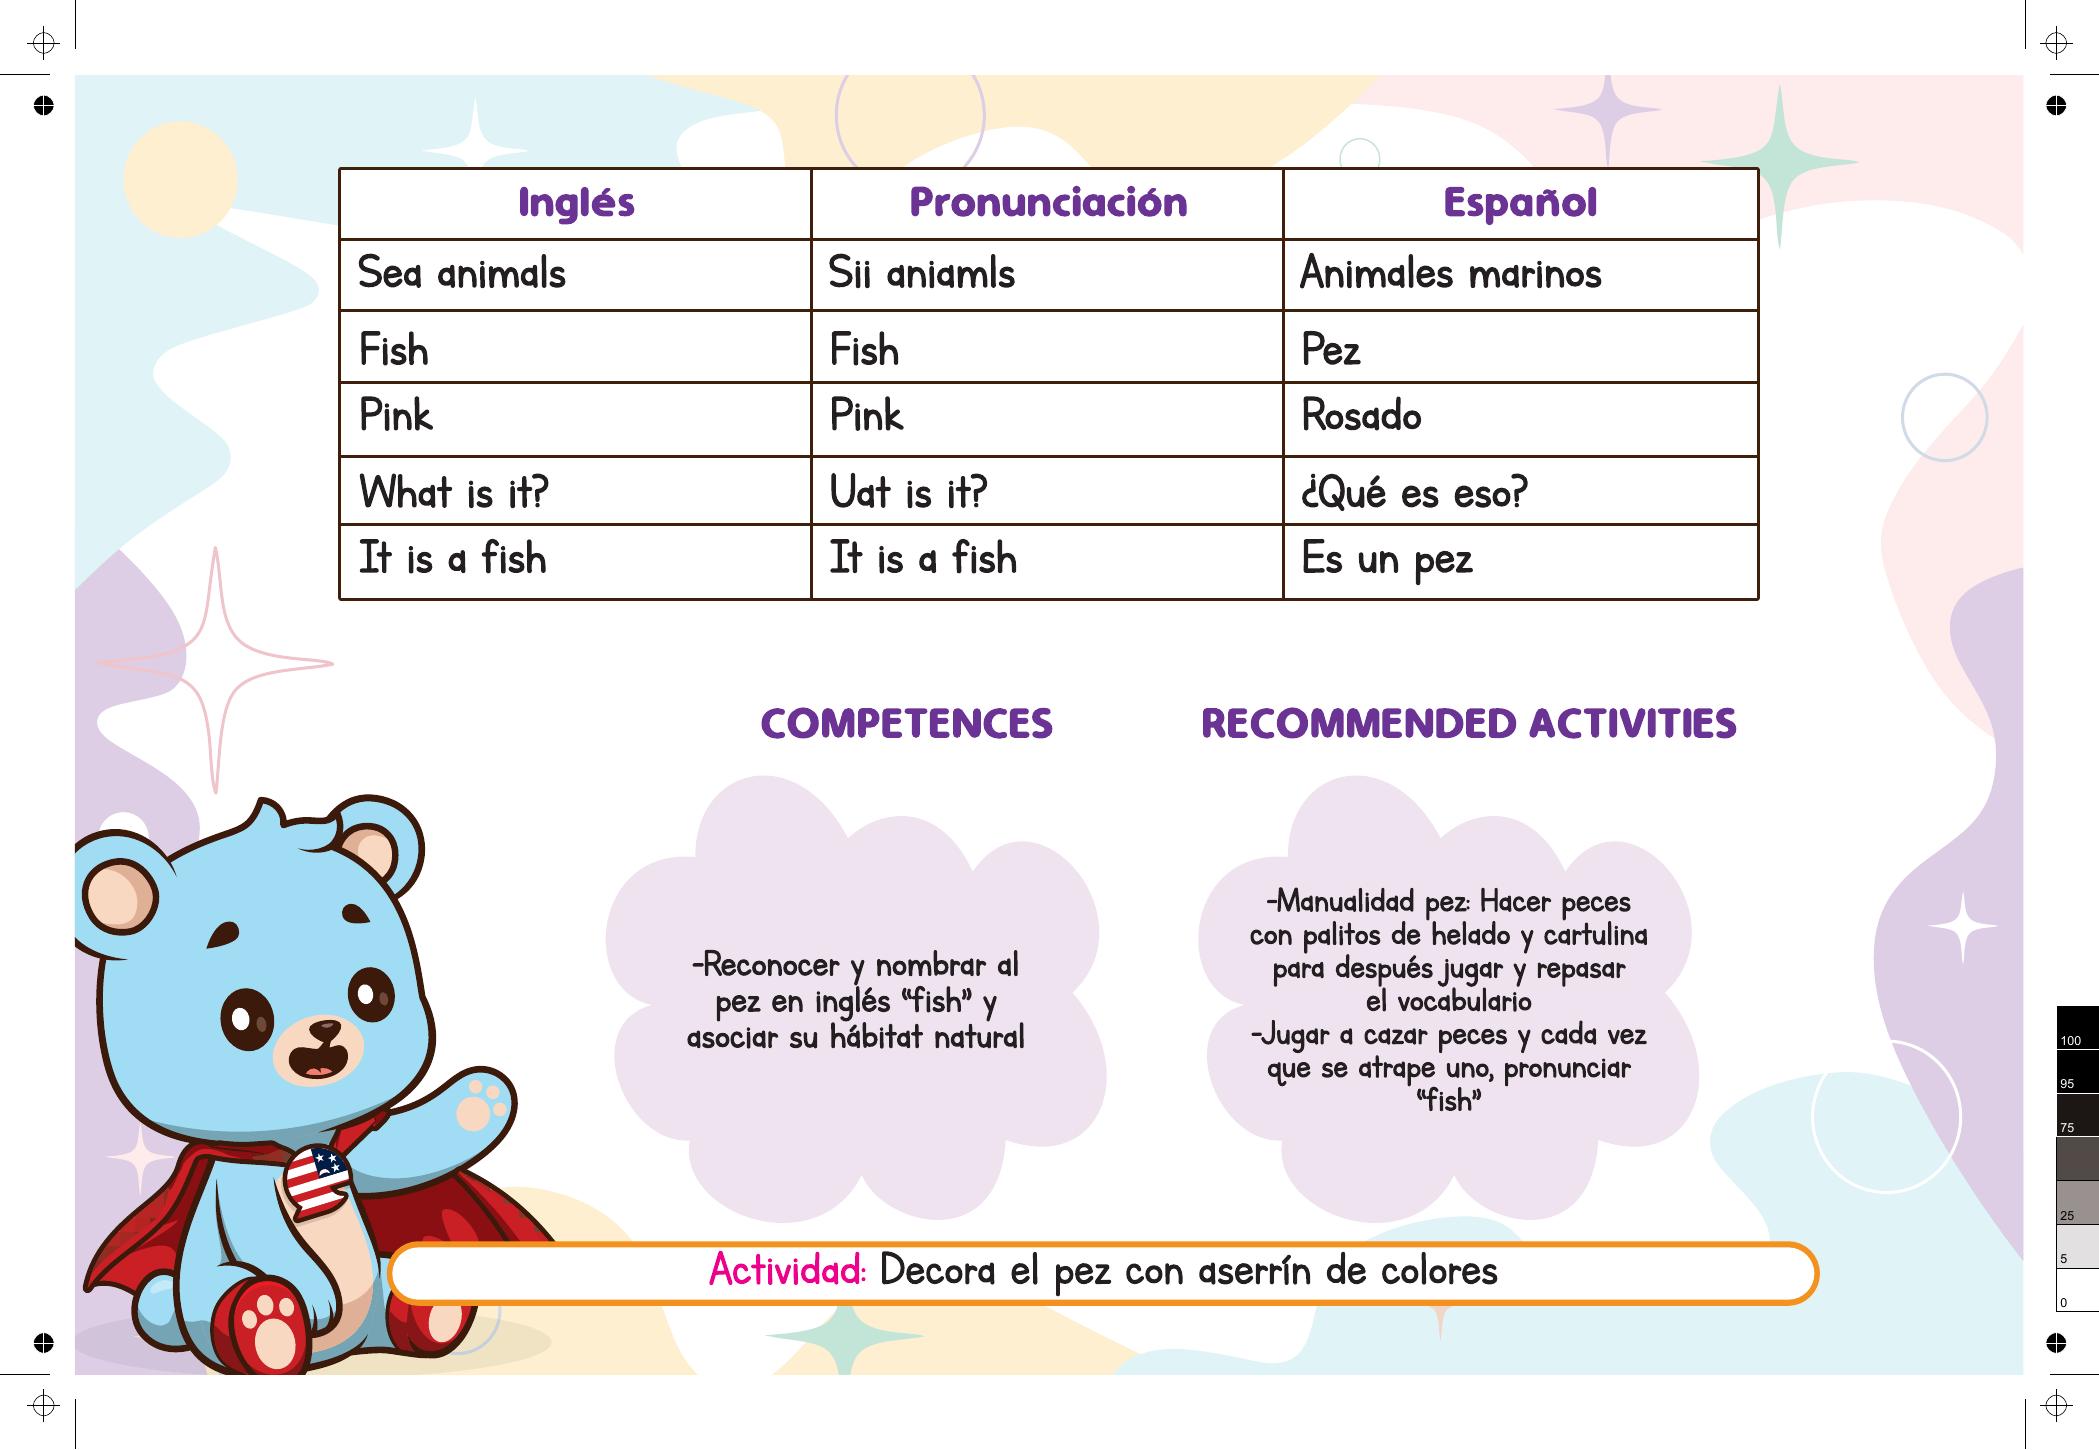 Inglés Pronunciación Español
Sea animals Sii aniamls Animales marinos
Fish Fish Pez
Pink Pink Rosado
What is it? Uat is it? ¿Qué es eso?
It is a fish It is a fish Es un pez
COMPETENCES
-Reconocer y nombrar al
pez en inglés “fish” y
asociar su hábitat natural
RECOMMENDED ACTIVITIES
-Manualidad pez: Hacer peces
con palitos de helado y cartulina
para después jugar y repasar
el vocabulario
-Jugar a cazar peces y cada vez
que se atrape uno, pronunciar
“fish”
Actividad: Decora el pez con aserrín de colores
100
95
75
25
5
0